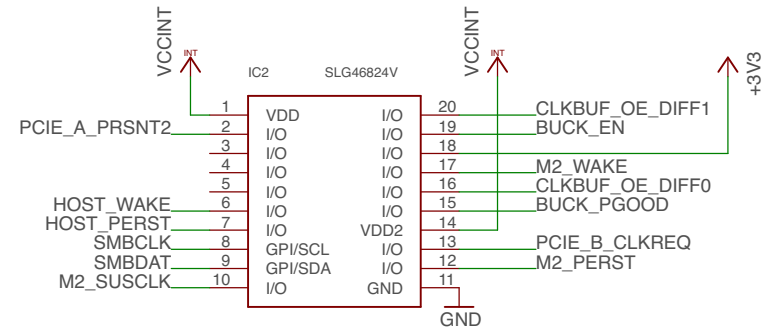 VCCINT
INT
VCCINT
INT
+3V3
IC2
SLG46824V
1 VDD I/O 20 CLKBUF_OE_DIFF1
PCIE_A_PRSNT2 2 I/O I/O 19 BUCK_EN
3 I/O I/O 18
4 I/O I/O 17 M2_WAKE
5 I/O I/O 16 CLKBUF_OE_DIFF0
HOST_WAKE 6 I/O I/O 15 BUCK_PGOOD
HOST_PERST 7 I/O VDD2 14
SMBCLK 8 GPI/SCL I/O 13 PCIE_B_CLKREQ
SMBDAT 9 GPI/SDA I/O 12 M2_PERST
M2_SUSCLK 10 I/O GND 11
GND